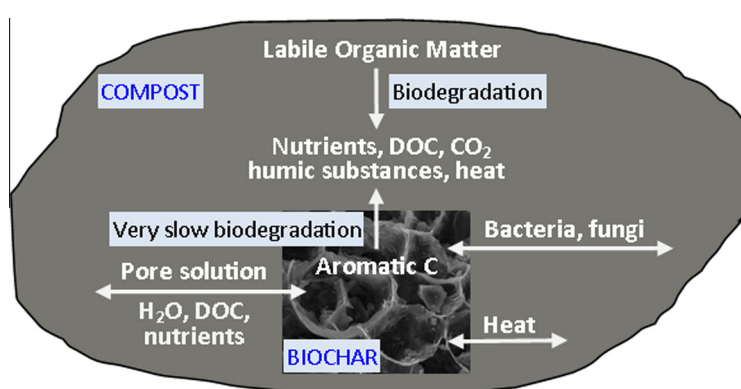 Labile Organic Matter
COMPOST
Biodegradation
Nutrients, DOC, CO₂
humic substances, heat
Very slow biodegradation
Bacteria, fungi
Aromatic C
Pore solution
H₂O, DOC,
nutrients
Heat
BIOCHAR